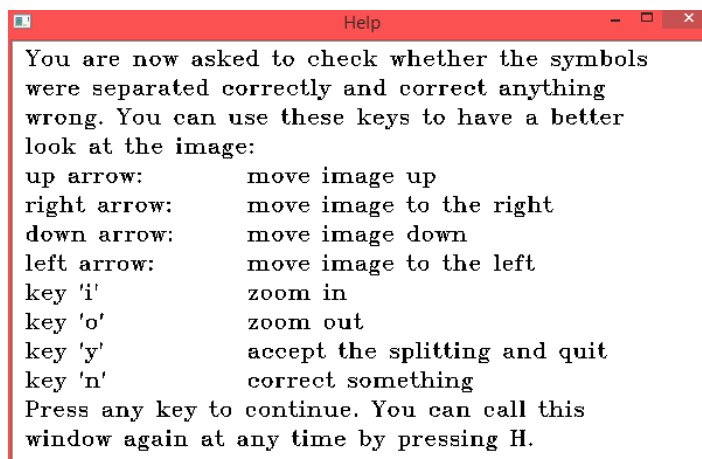 Help
You are now asked to check whether the symbols
were separated correctly and correct anything
wrong. You can use these keys to have a better
look at the image:
up arrow: move image up
right arrow: move image to the right
down arrow: move image down
left arrow: move image to the left
key 'i' zoom in
key 'o' zoom out
key 'y' accept the splitting and quit
key 'n' correct something
Press any key to continue. You can call this
window again at any time by pressing H.